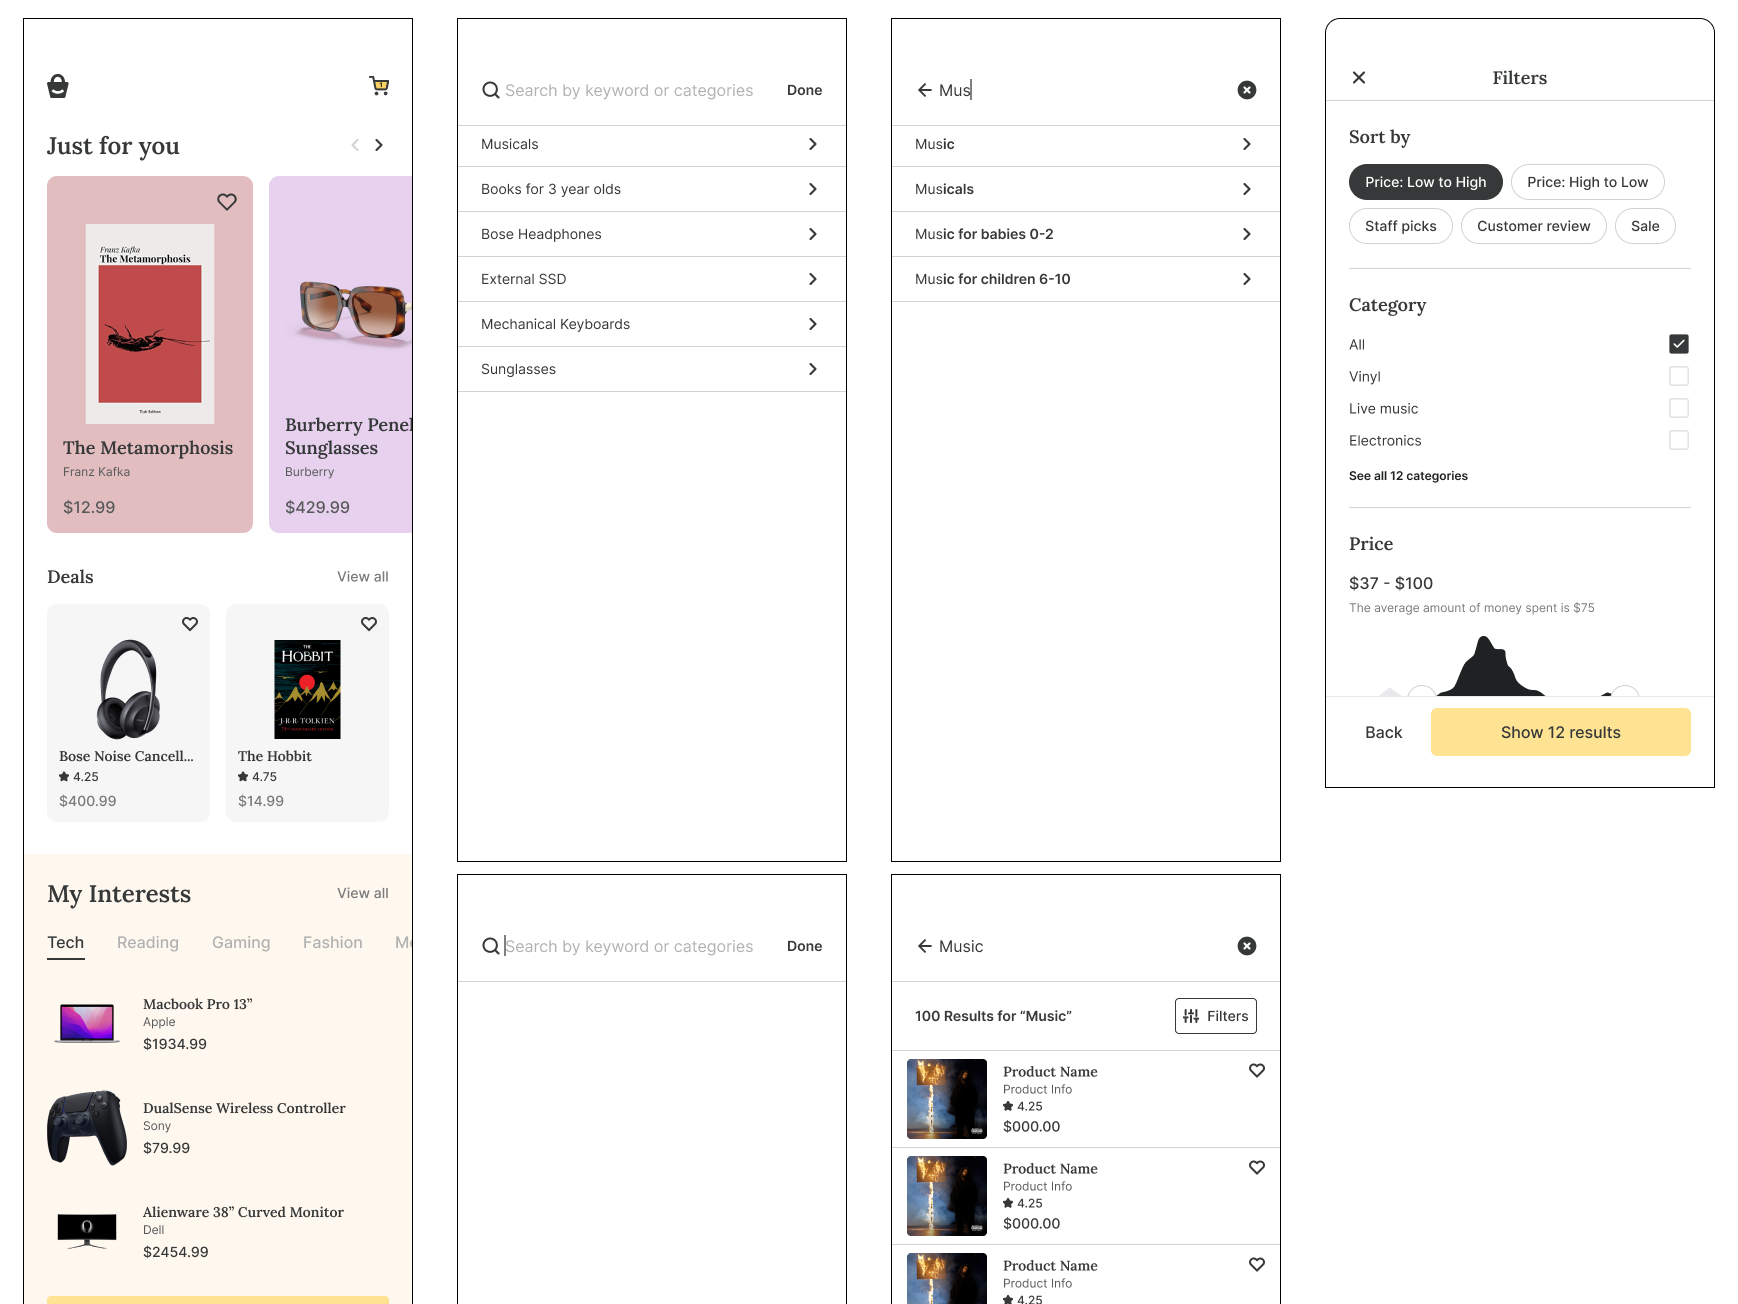 1
Just for you
Franz Kafka
The Metamorphosis
The Metamorphosis
Franz Kafka
$12.99
Burberry Penel
Sunglasses
Burberry
$429.99
Deals
View all
Bose Noise Cancell...
4.25
$400.99
THE
HOBBIT
J·R·R·TOLKIEN
The Hobbit
4.75
$14.99
My Interests
View all
Tech Reading Gaming Fashion Mo
Macbook Pro 13”
Apple
$1934.99
DualSense Wireless Controller
Sony
$79.99
Alienware 38” Curved Monitor
Dell
$2454.99
Search by keyword or categories
Done
Musicals
Books for 3 year olds
Bose Headphones
External SSD
Mechanical Keyboards
Sunglasses
Search by keyword or categories
Done
Mus
Music
Musicals
Music for babies 0-2
Music for children 6-10
Music
100 Results for “Music”
Filters
Product Name
Product Info
4.25
$000.00
Product Name
Product Info
4.25
$000.00
Product Name
Product Info
4.25
Filters
Sort by
Price: Low to High
Price: High to Low
Staff picks
Customer review
Sale
Category
All
Vinyl
Live music
Electronics
See all 12 categories
Price
$37 - $100
The average amount of money spent is $75
Back
Show 12 results